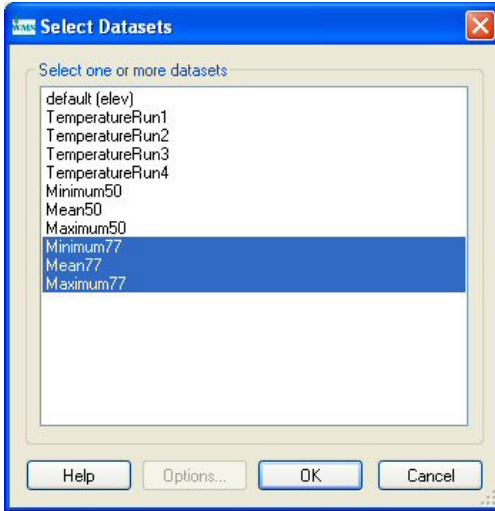 WMS Select Datasets
Select one or more datasets
default (elev)
TemperatureRun1
TemperatureRun2
TemperatureRun3
TemperatureRun4
Minimum50
Mean50
Maximum50
Minimum77
Mean77
Maximum77
Help Options... OK Cancel